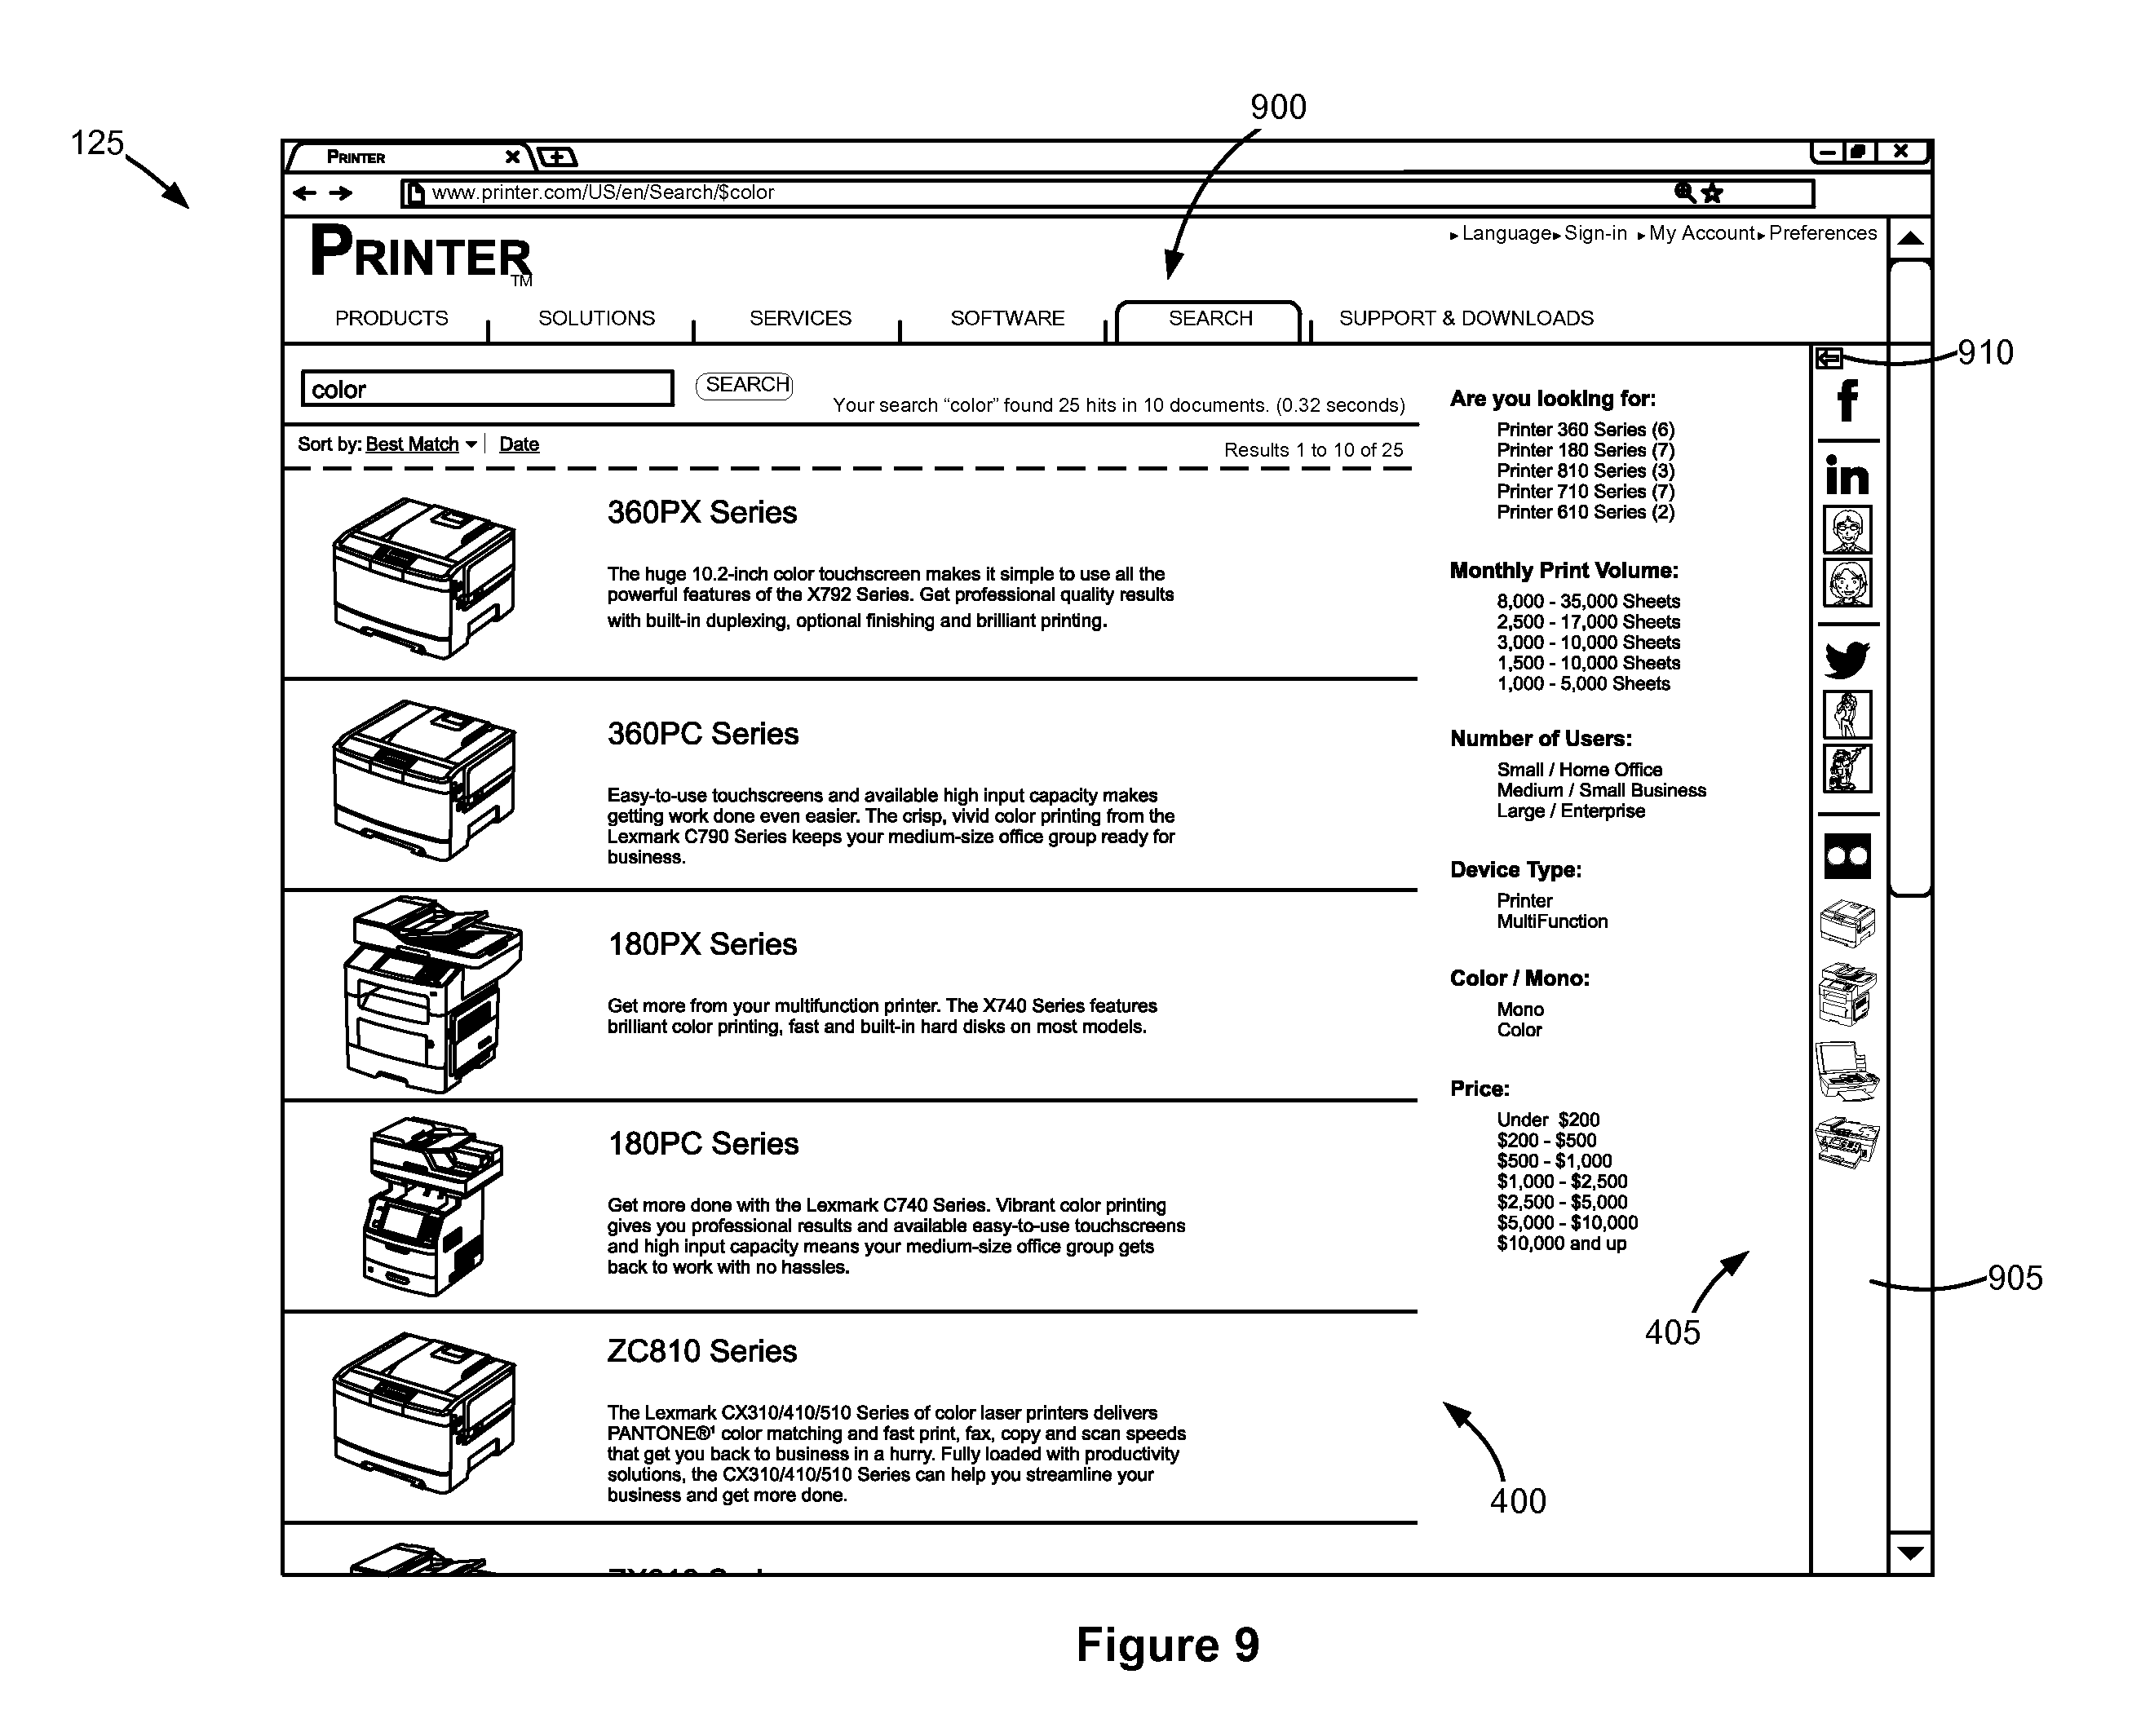 900
125
PRINTER
www.printer.com/US/en/Search/$color
PRINTER TM
Language Sign-in My Account Preferences
PRODUCTS SOLUTIONS SERVICES SOFTWARE SEARCH SUPPORT & DOWNLOADS
910
color SEARCH
Your search “color” found 25 hits in 10 documents. (0.32 seconds)
Sort by: Best Match Date
Results 1 to 10 of 25
360PX Series
The huge 10.2-inch color touchscreen makes it simple to use all the
powerful features of the X792 Series. Get professional quality results
with built-in duplexing, optional finishing and brilliant printing.
360PC Series
Easy-to-use touchscreens and available high input capacity makes
getting work done even easier. The crisp, vivid color printing from the
Lexmark C790 Series keeps your medium-size office group ready for
business.
180PX Series
Get more from your multifunction printer. The X740 Series features
brilliant color printing, fast and built-in hard disks on most models.
180PC Series
Get more done with the Lexmark C740 Series. Vibrant color printing
gives you professional results and available easy-to-use touchscreens
and high input capacity means your medium-size office group gets
back to work with no hassles.
ZC810 Series
The Lexmark CX310/410/510 Series of color laser printers delivers
PANTONE®¹ color matching and fast print, fax, copy and scan speeds
that get you back to business in a hurry. Fully loaded with productivity
solutions, the CX310/410/510 Series can help you streamline your
business and get more done.
Are you looking for:
Printer 360 Series (6)
Printer 180 Series (7)
Printer 810 Series (3)
Printer 710 Series (7)
Printer 610 Series (2)
Monthly Print Volume:
8,000 - 35,000 Sheets
2,500 - 17,000 Sheets
3,000 - 10,000 Sheets
1,500 - 10,000 Sheets
1,000 - 5,000 Sheets
Number of Users:
Small / Home Office
Medium / Small Business
Large / Enterprise
Device Type:
Printer
MultiFunction
Color / Mono:
Mono
Color
Price:
Under $200
$200 - $500
$500 - $1,000
$1,000 - $2,500
$2,500 - $5,000
$5,000 - $10,000
$10,000 and up
f
in
905
405
400
Figure 9